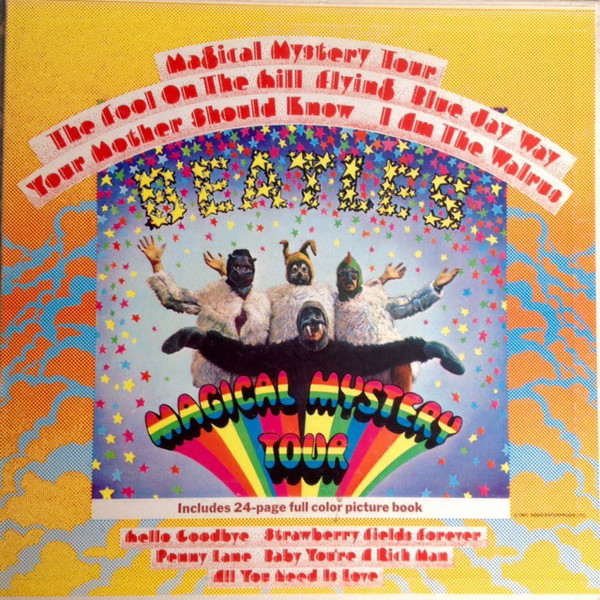 Magical Mystery Tour
The Fool On The Hill Flying Blue Jay Way
Your Mother Should Know I Am The Walrus
BEATLES
MAGICAL MYSTERY
TOUR
Includes 24-page full color picture book
Hello Goodbye Strawberry Fields Forever
Penny Lane Baby You're A Rich Man
All You Need Is Love